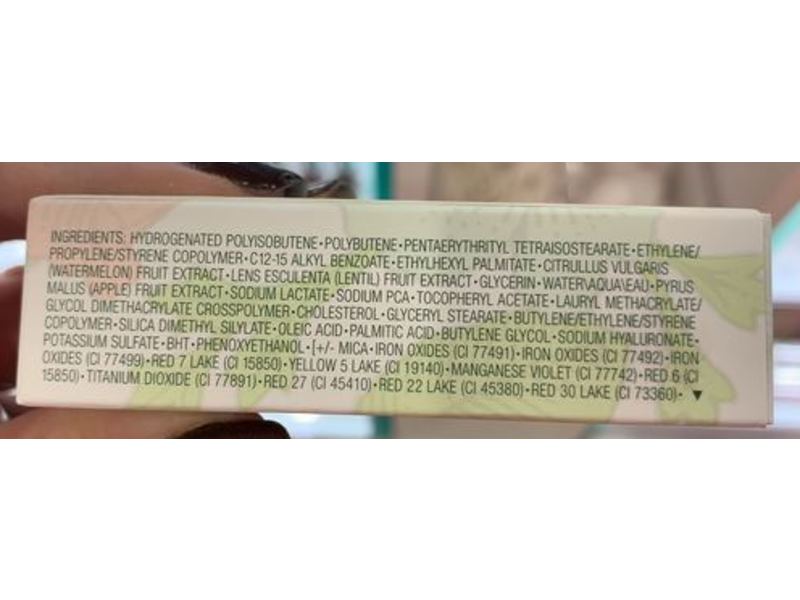 INGREDIENTS: HYDROGENATED POLYISOBUTENE•POLYBUTENE•PENTAERYTHRITYL TETRAISOSTEARATE•ETHYLENE/
PROPYLENE/STYRENE COPOLYMER•C12-15 ALKYL BENZOATE•ETHYLHEXYL PALMITATE•CITRULLUS VULGARIS
(WATERMELON) FRUIT EXTRACT•LENS ESCULENTA (LENTIL) FRUIT EXTRACT•GLYCERIN•WATER\AQUA\EAU•PYRUS
MALUS (APPLE) FRUIT EXTRACT•SODIUM LACTATE•SODIUM PCA•TOCOPHERYL ACETATE•LAURYL METHACRYLATE/
GLYCOL DIMETHACRYLATE CROSSPOLYMER•CHOLESTEROL•GLYCERYL STEARATE•BUTYLENE/ETHYLENE/STYRENE
COPOLYMER•SILICA DIMETHYL SILYLATE•OLEIC ACID•PALMITIC ACID•BUTYLENE GLYCOL•SODIUM HYALURONATE•
POTASSIUM SULFATE•BHT•PHENOXYETHANOL•[+/- MICA•IRON OXIDES (CI 77491)•IRON OXIDES (CI 77492)•IRON
OXIDES (CI 77499)•RED 7 LAKE (CI 15850)•YELLOW 5 LAKE (CI 19140)•MANGANESE VIOLET (CI 77742)•RED 6 (CI
15850)•TITANIUM DIOXIDE (CI 77891)•RED 27 (CI 45410)•RED 22 LAKE (CI 45380)•RED 30 LAKE (CI 73360)• ▼